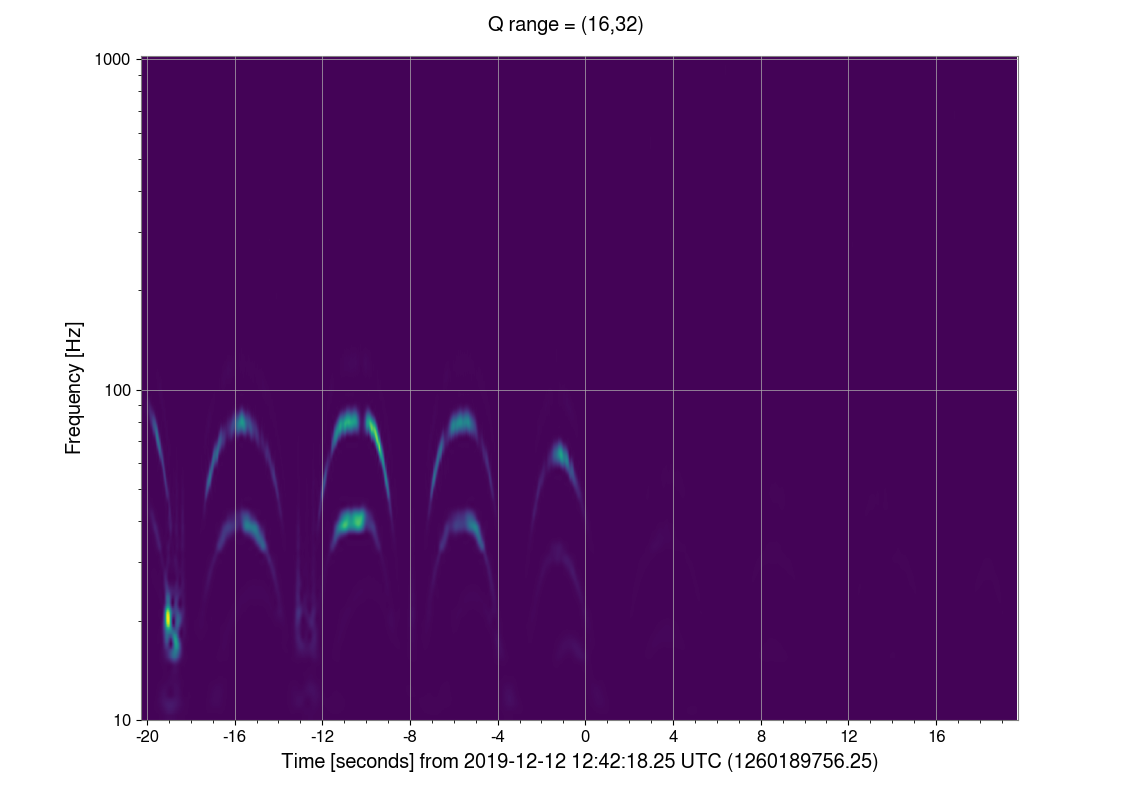 Q range = (16,32)
1000
100
10
Frequency [Hz]
-20 -16 -12 -8 -4 0 4 8 12 16
Time [seconds] from 2019-12-12 12:42:18.25 UTC (1260189756.25)